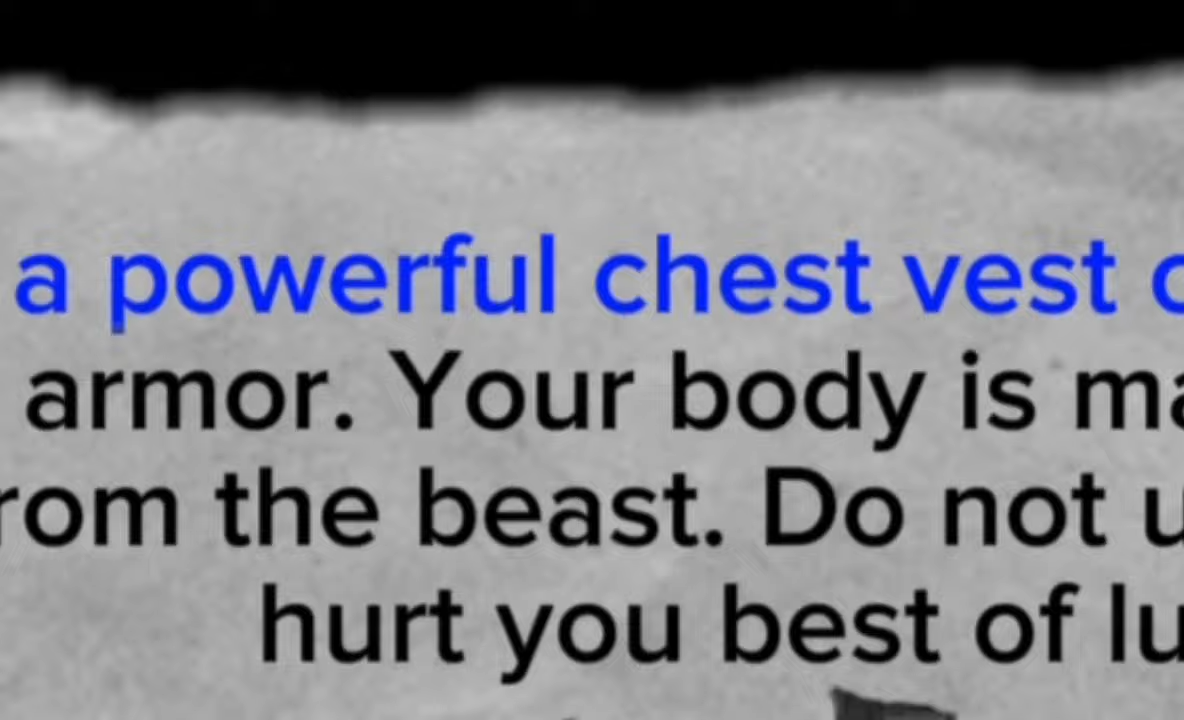 a powerful chest vest
armor. Your body is
the beast. Do not
hurt you best of